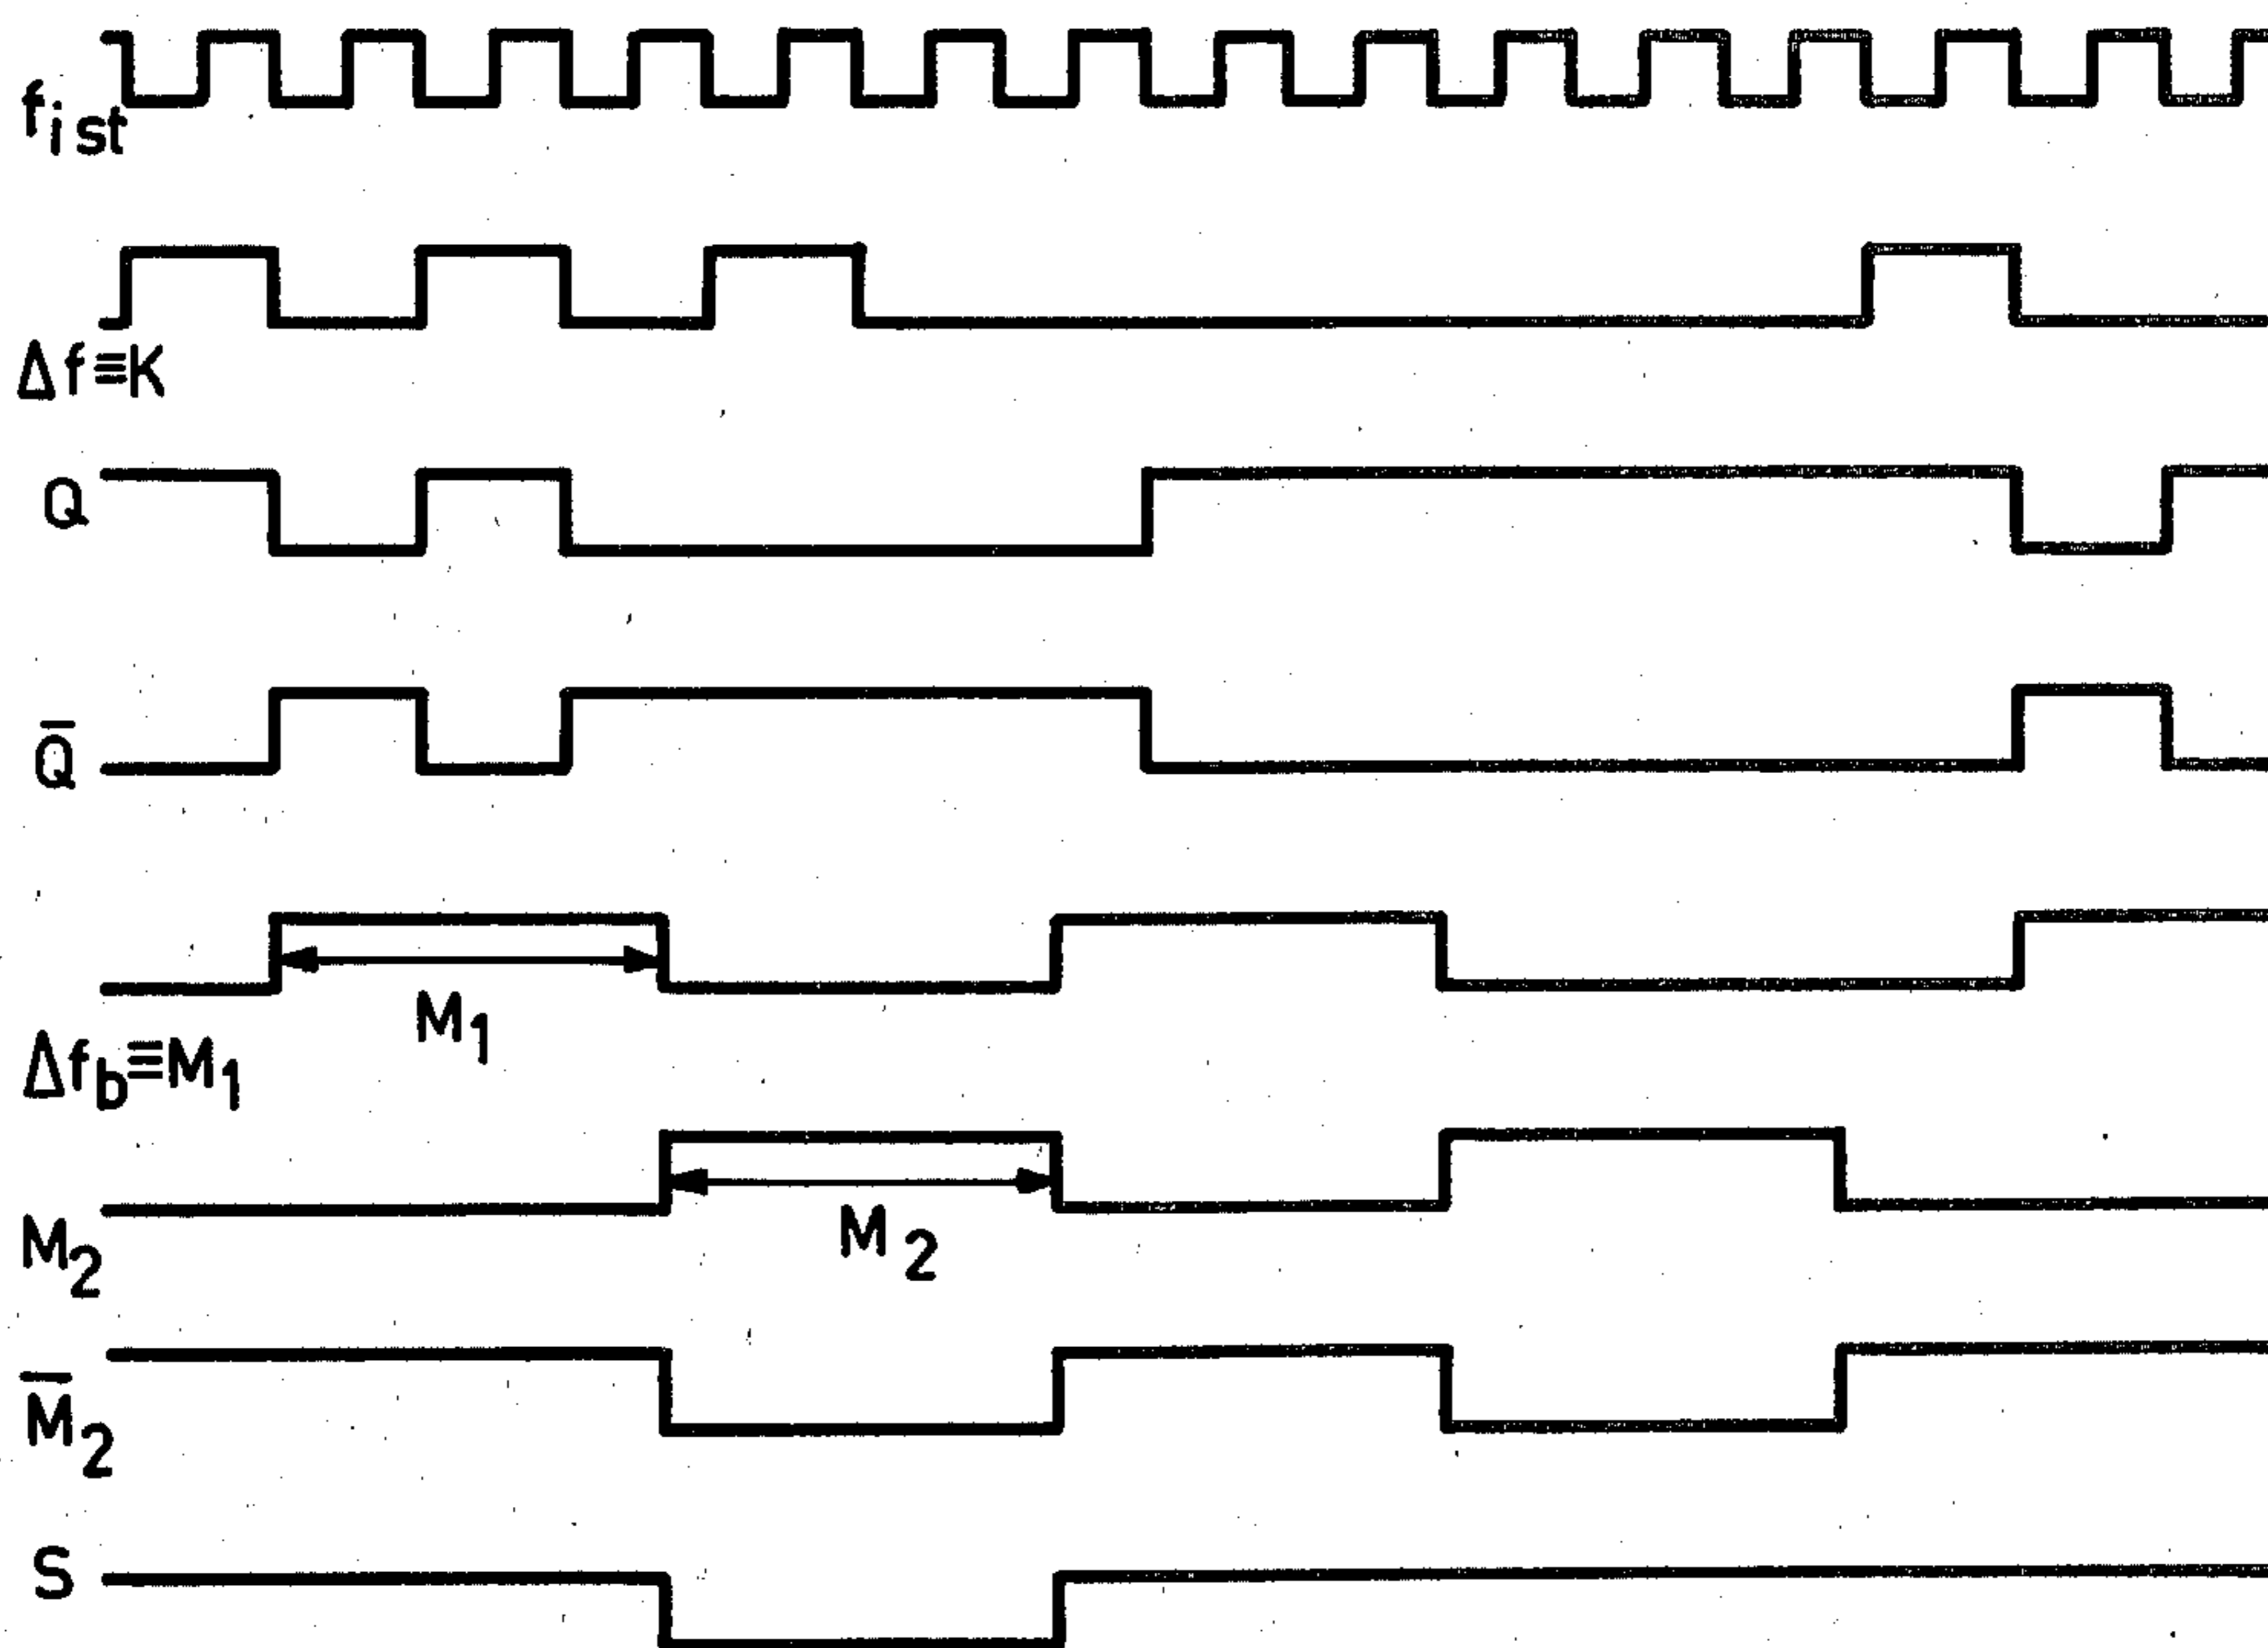 f_ist
Δf≡K
Q
Q̅
M₁
Δf_b≡M₁
M₂
M₂
M̅₂
S